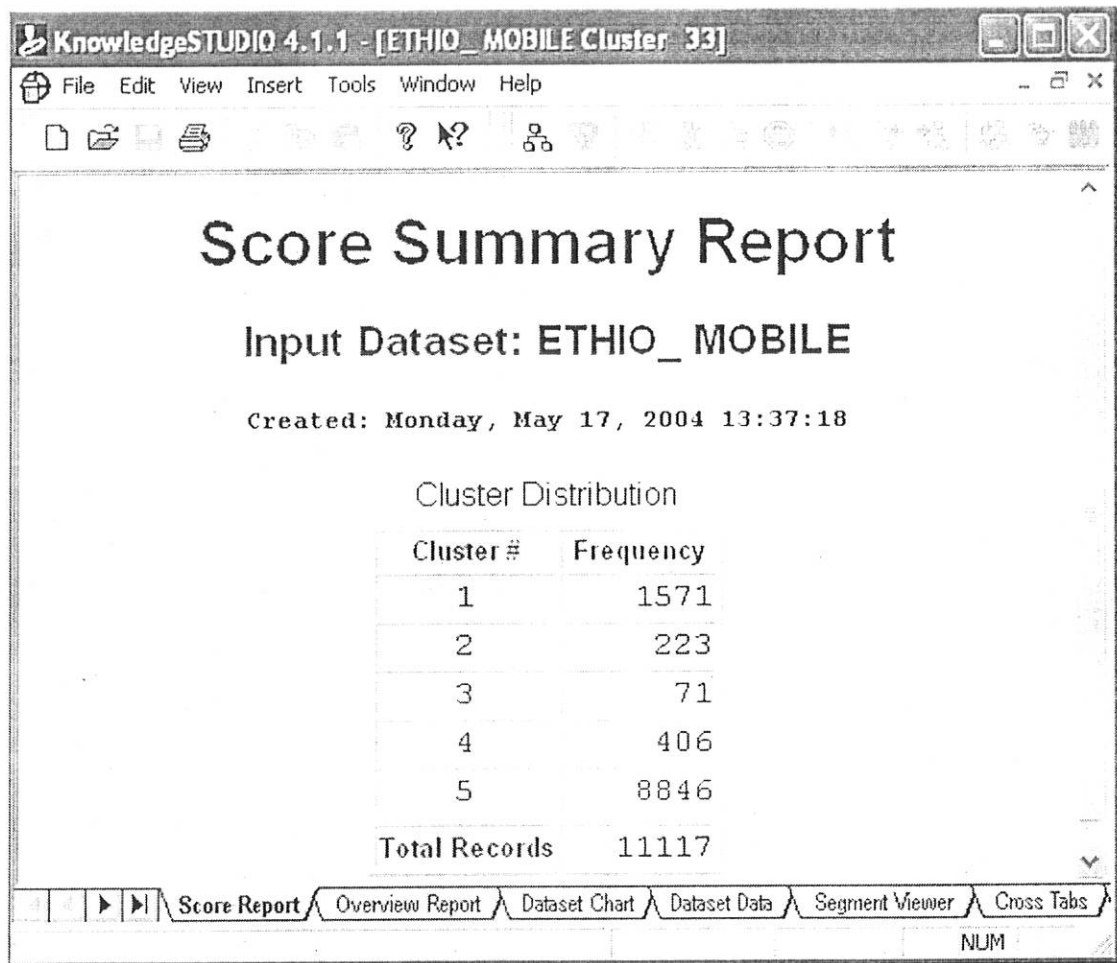 KnowledgeSTUDIO 4.1.1 - [ETHIO_ MOBILE Cluster 33]
File Edit View Insert Tools Window Help
Score Summary Report
Input Dataset: ETHIO_ MOBILE
Created: Monday, May 17, 2004 13:37:18
Cluster Distribution
Cluster # Frequency
1 1571
2 223
3 71
4 406
5 8846
Total Records 11117
Score Report Overview Report Dataset Chart Dataset Data Segment Viewer Cross Tabs
NUM